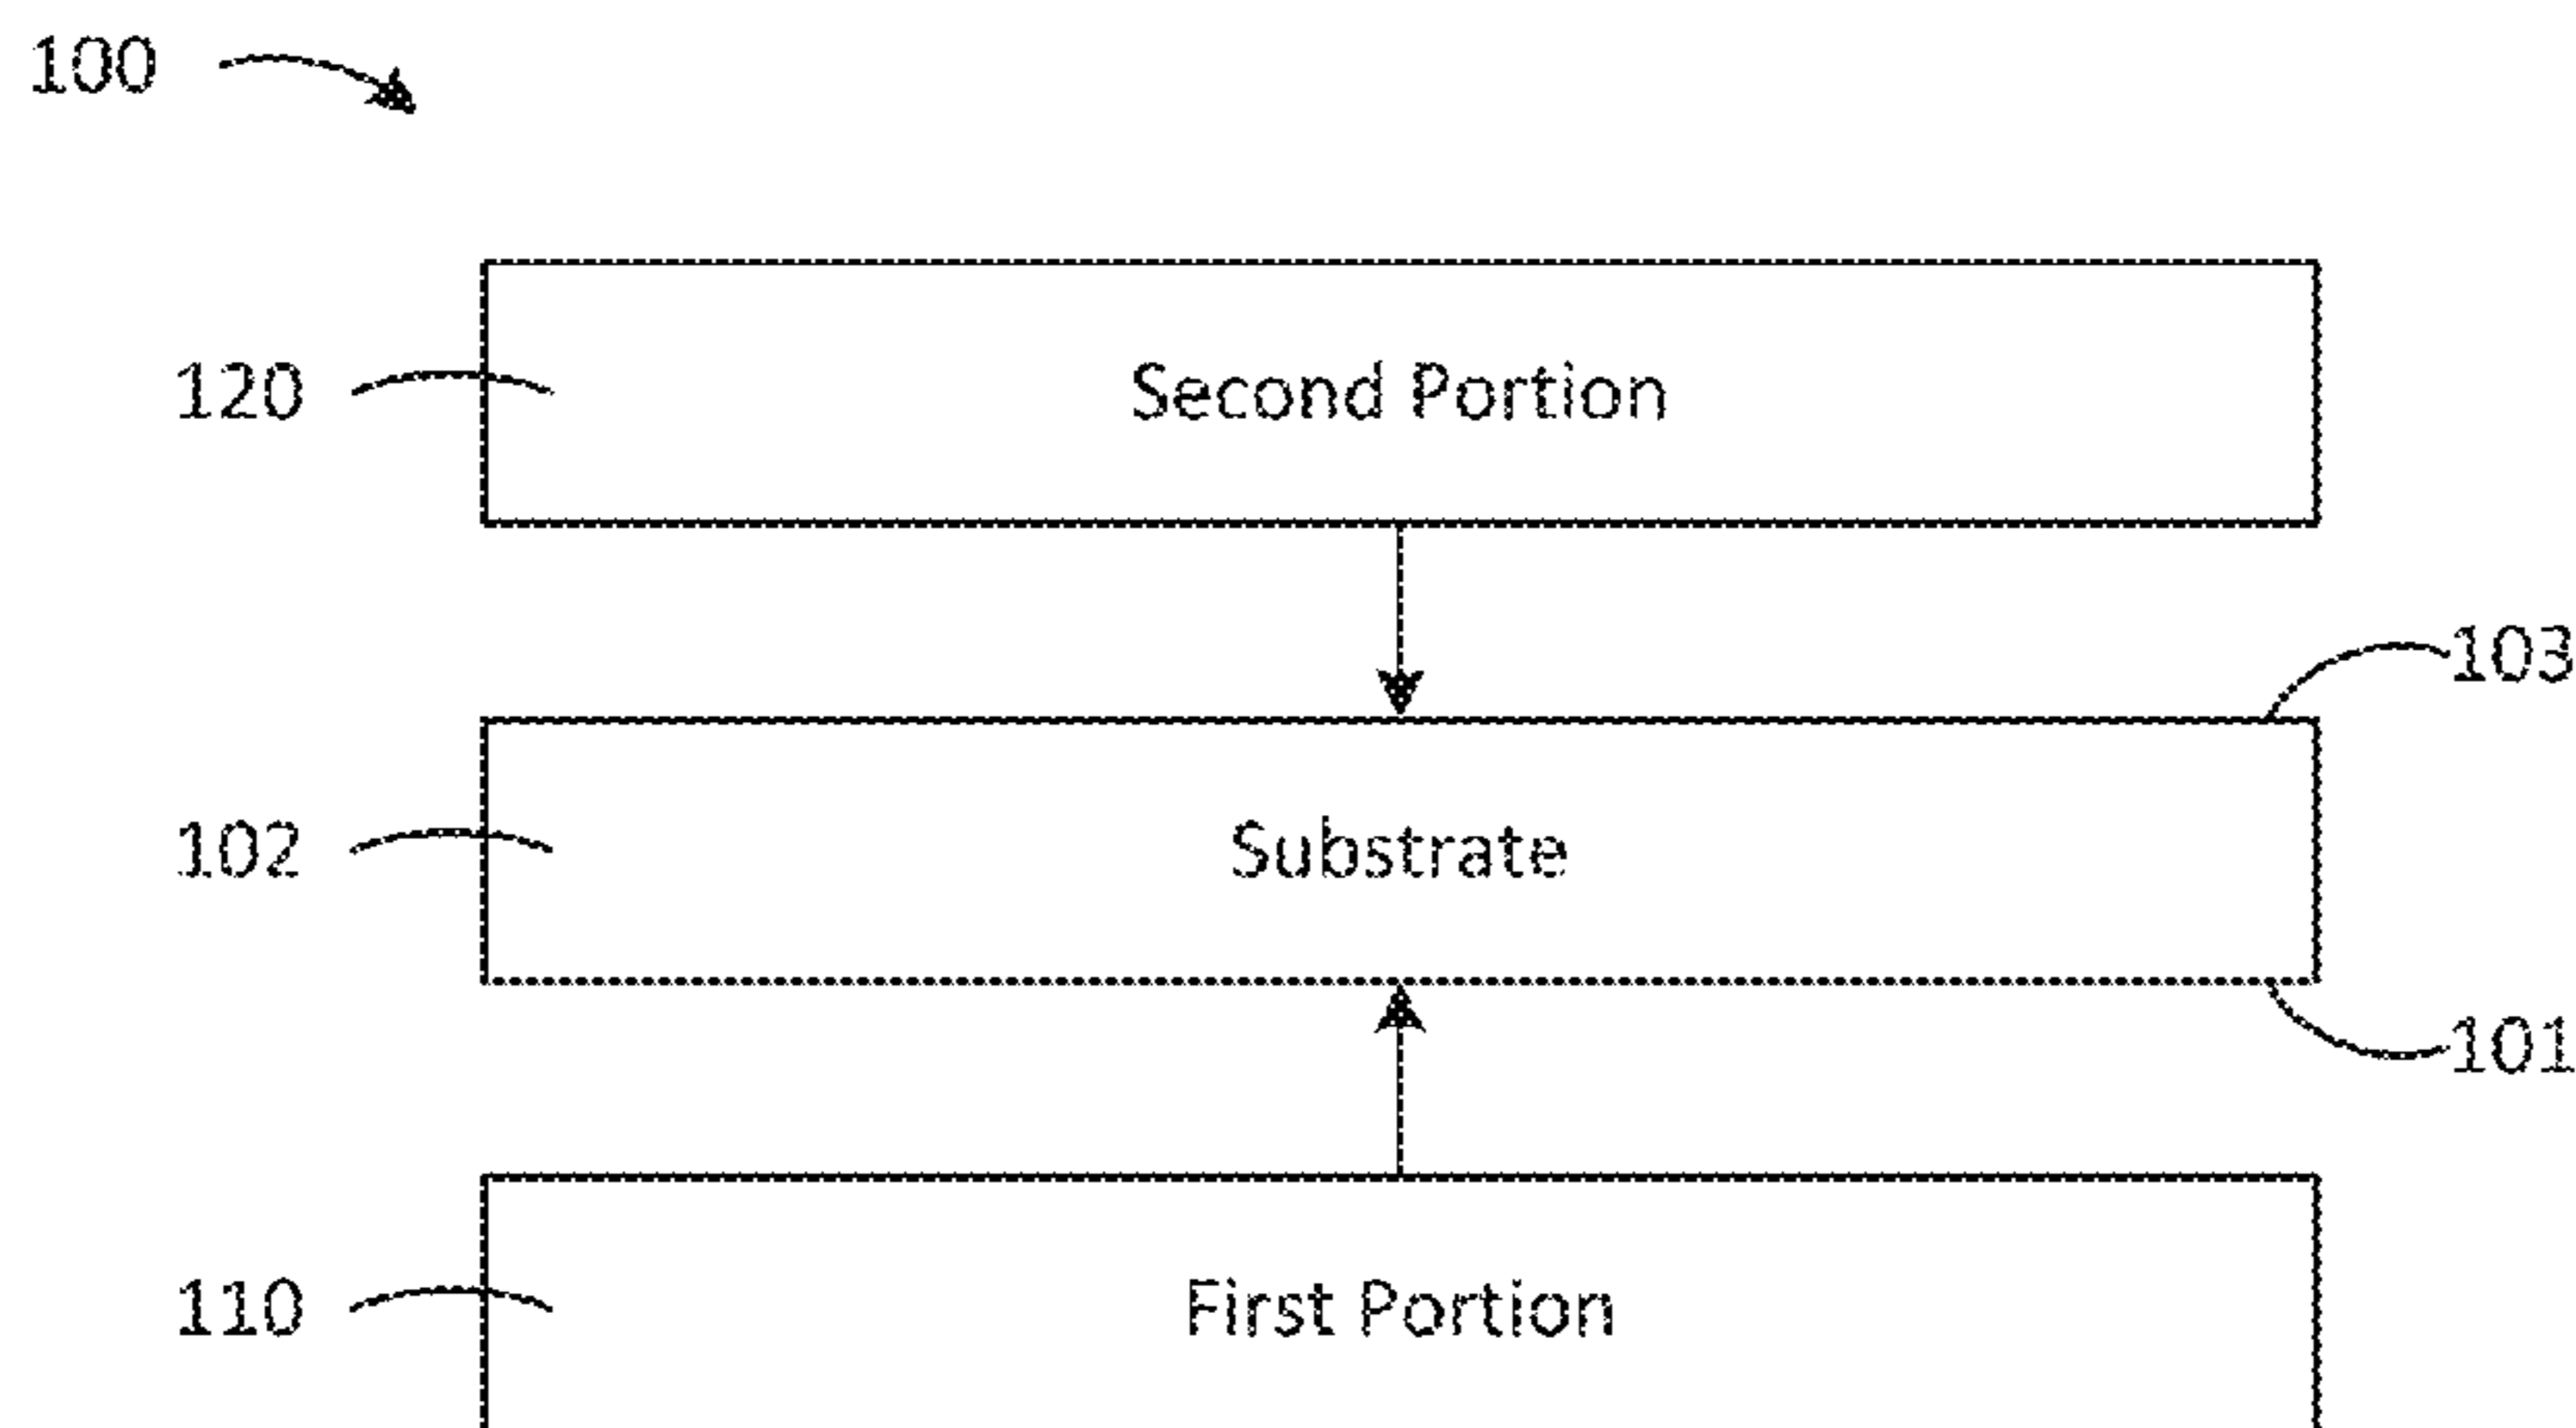 100
120 Second Portion
103
102 Substrate
101
110 First Portion